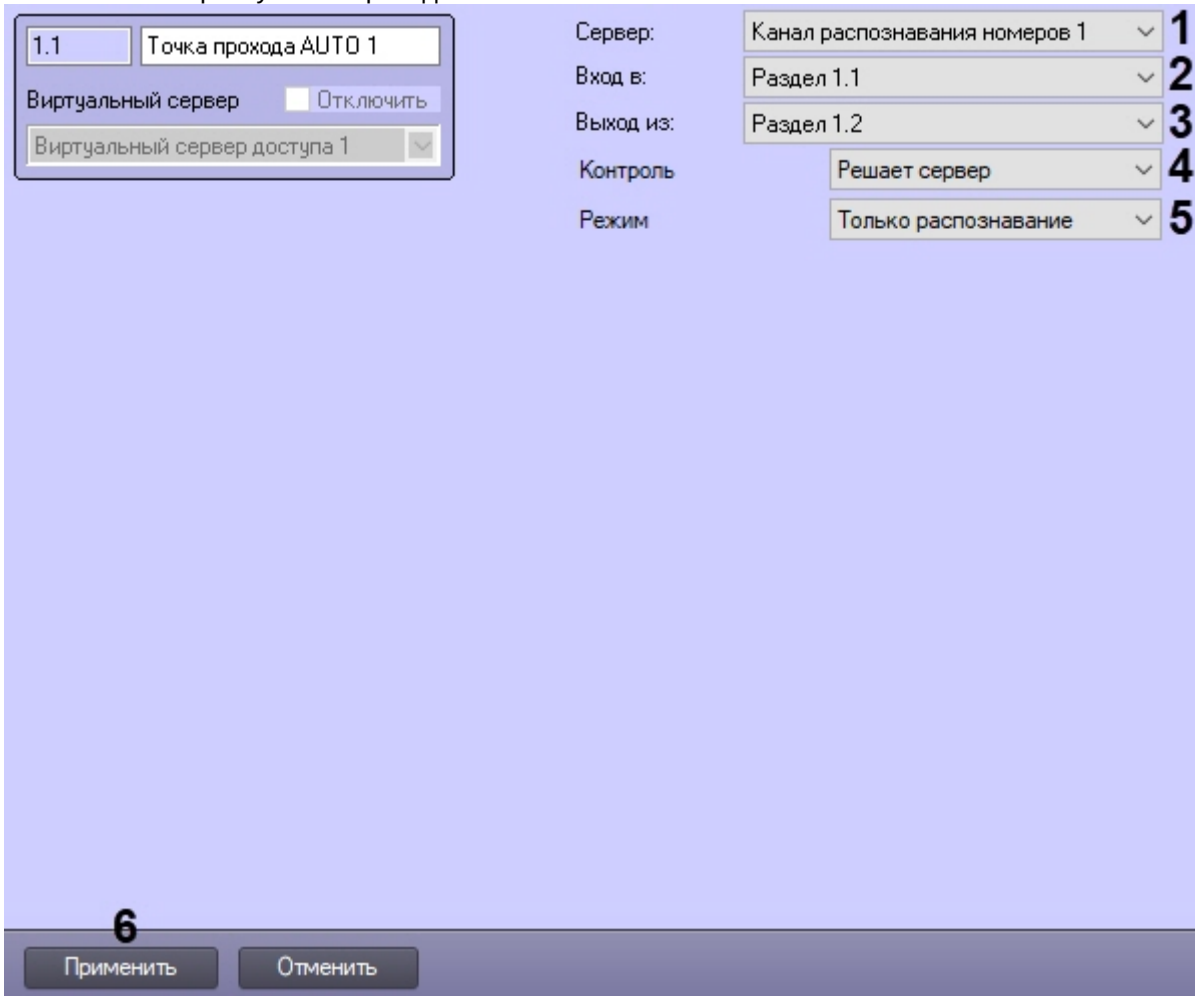 1.1 Точка прохода AUTO 1
Виртуальный сервер Отключить
Виртуальный сервер доступа 1
Сервер: Канал распознавания номеров 1 1
Вход в: Раздел 1.1 2
Выход из: Раздел 1.2 3
Контроль Решает сервер 4
Режим Только распознавание 5
6
Применить Отменить